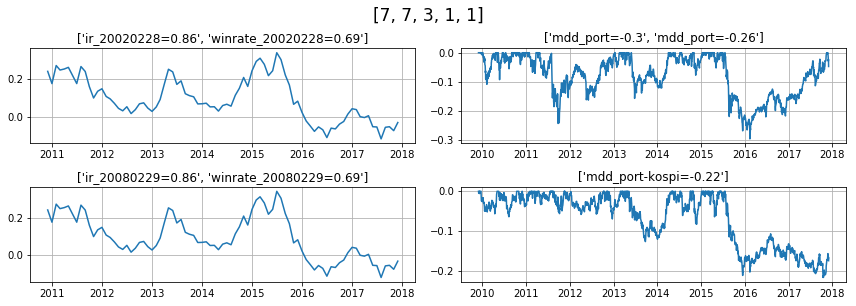 [7, 7, 3, 1, 1]
['ir_20020228=0.86', 'winrate_20020228=0.69']
0.2
0.0
2011 2012 2013 2014 2015 2016 2017 2018
['mdd_port=-0.3', 'mdd_port=-0.26']
0.0
−0.1
−0.2
−0.3
2010 2011 2012 2013 2014 2015 2016 2017 2018
['ir_20080229=0.86', 'winrate_20080229=0.69']
0.2
0.0
2011 2012 2013 2014 2015 2016 2017 2018
['mdd_port-kospi=-0.22']
0.0
−0.1
−0.2
2010 2011 2012 2013 2014 2015 2016 2017 2018